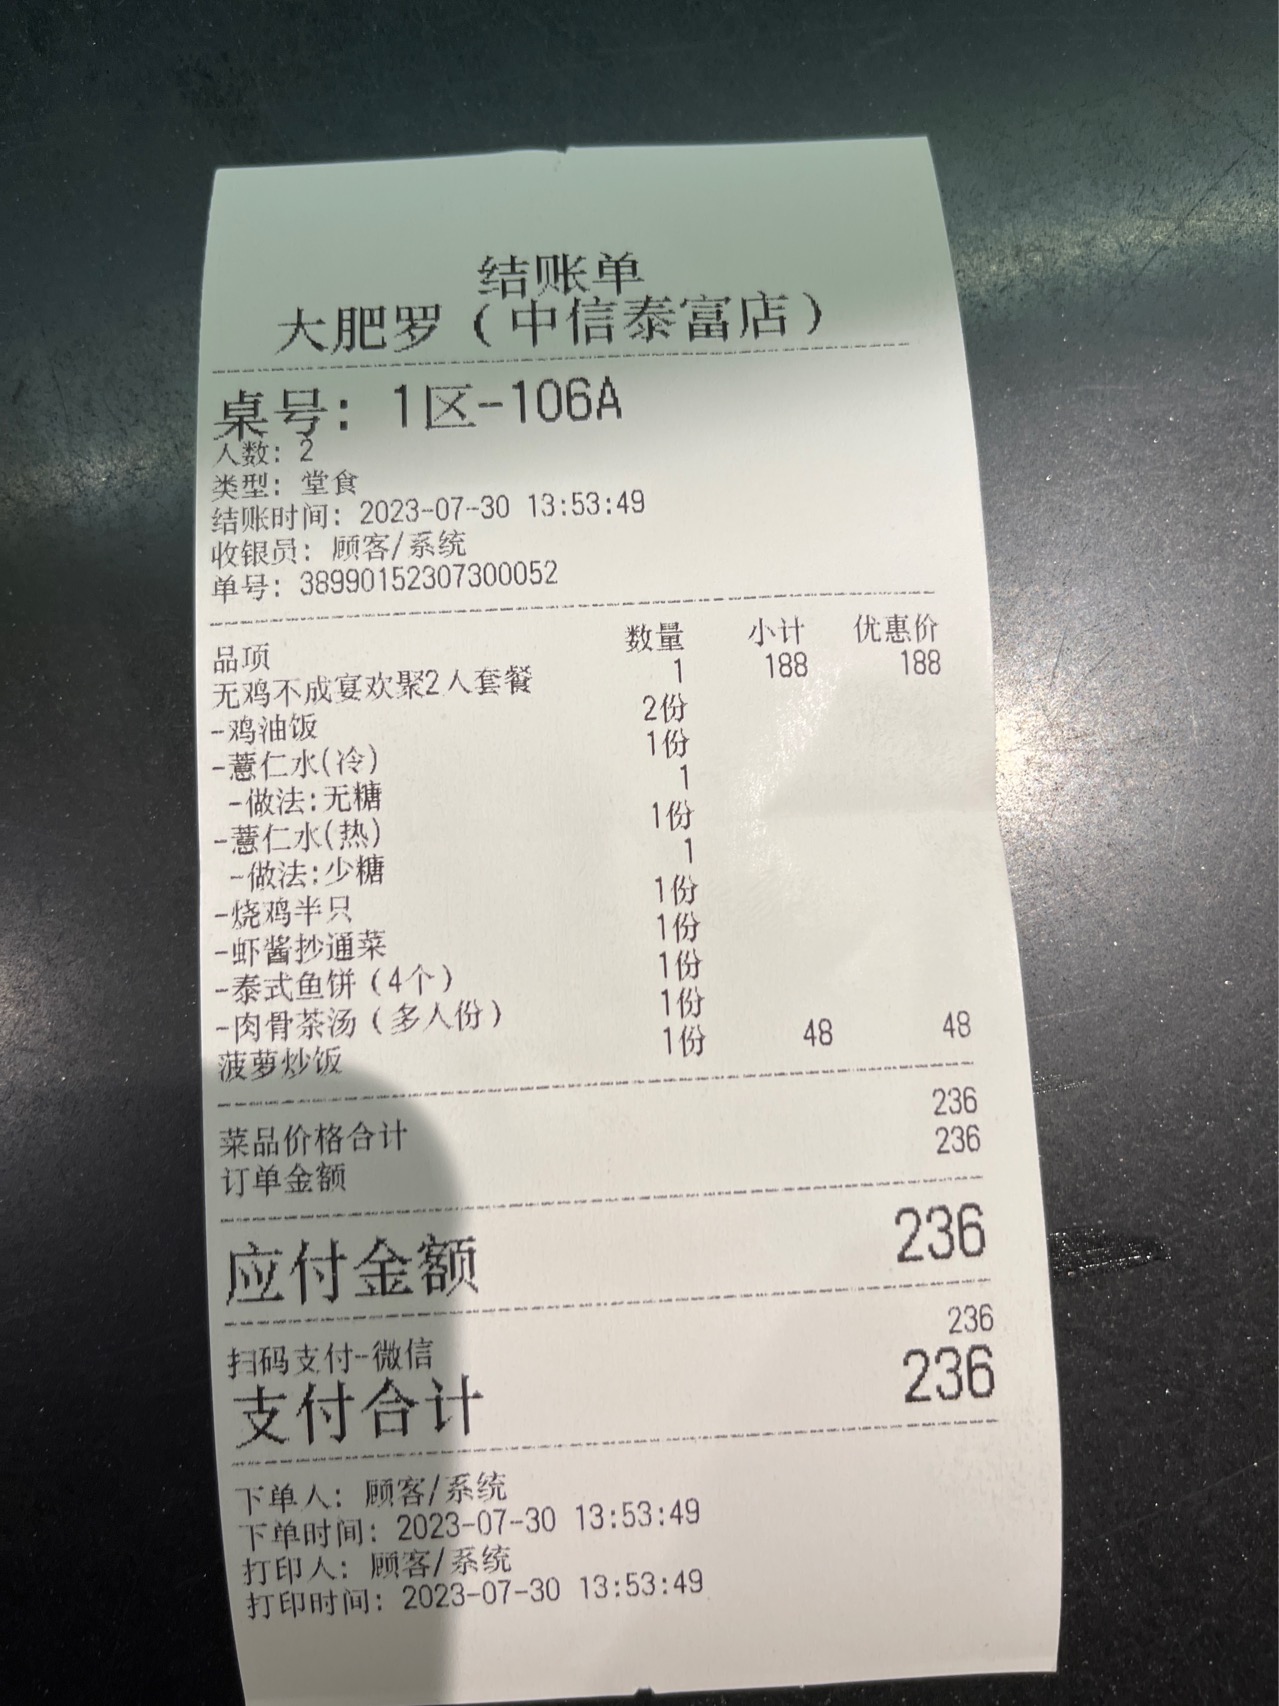 结账单
大肥罗（中信泰富店）
桌号：1区-106A
人数：2
类型：堂食
结账时间：2023-07-30 13:53:49
收银员：顾客/系统
单号：38990152307300052
品项 数量 小计 优惠价
无鸡不成宴欢聚2人套餐 1 188 188
-鸡油饭 2份
-薏仁水(冷) 1份
-做法:无糖 1
-薏仁水(热) 1份
-做法:少糖 1
-烧鸡半只 1份
-虾酱抄通菜 1份
-泰式鱼饼（4个） 1份
-肉骨茶汤（多人份） 1份
菠萝炒饭 1份 48 48
菜品价格合计 236
订单金额 236
应付金额 236
扫码支付-微信 236
支付合计 236
下单人：顾客/系统
下单时间：2023-07-30 13:53:49
打印人：顾客/系统
打印时间：2023-07-30 13:53:49